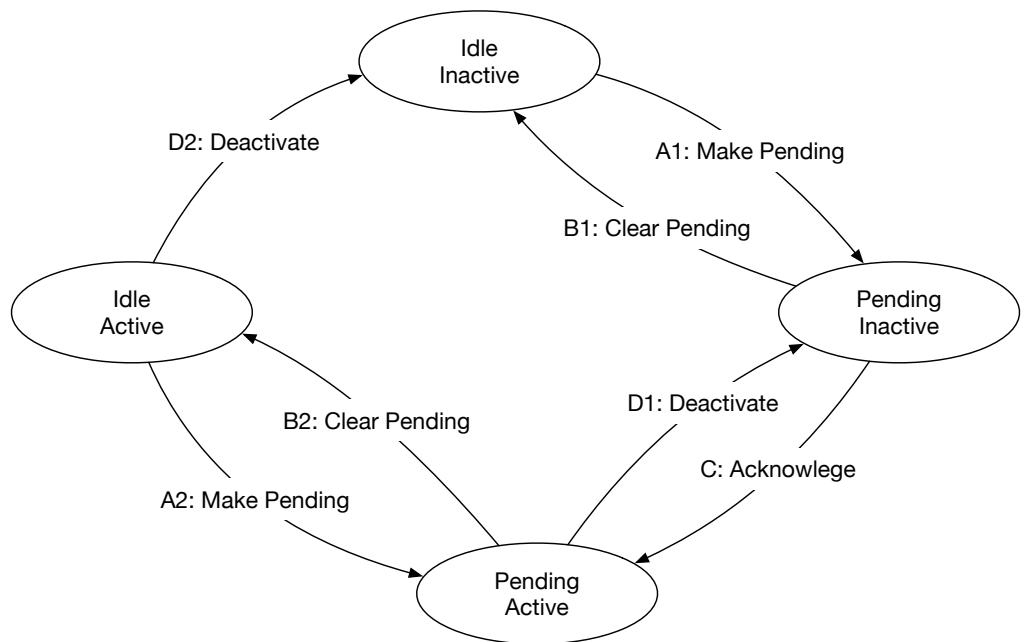 Idle
Inactive
D2: Deactivate
A1: Make Pending
B1: Clear Pending
Idle
Active
Pending
Inactive
D1: Deactivate
B2: Clear Pending
C: Acknowlege
A2: Make Pending
Pending
Active